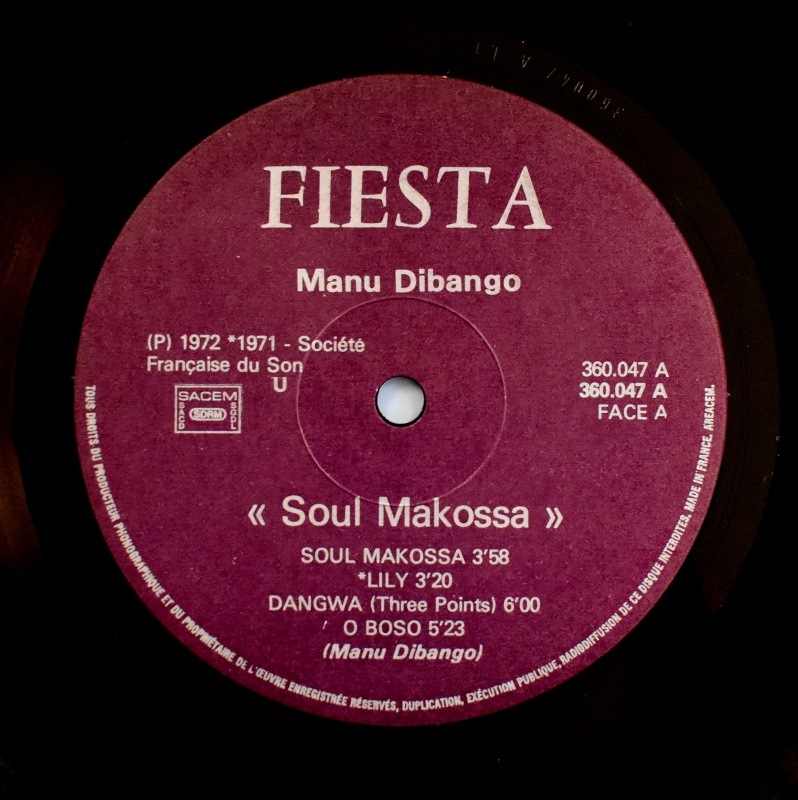 360047 A
FIESTA
Manu Dibango
(P) 1972 *1971 - Société
Française du Son
U
SACEM
SACD
SDRM
SGDL
360.047 A
360.047 A
FACE A
« Soul Makossa »
SOUL MAKOSSA 3'58
*LILY 3'20
DANGWA (Three Points) 6'00
O BOSO 5'23
(Manu Dibango)
TOUS DROITS DU PRODUCTEUR PHONOGRAPHIQUE ET DU PROPRIÉTAIRE DE L'ŒUVRE ENREGISTRÉE RÉSERVÉS, DUPLICATION, EXÉCUTION PUBLIQUE, RADIODIFFUSION DE CE DISQUE INTERDITES. MADE IN FRANCE, AREACEM.